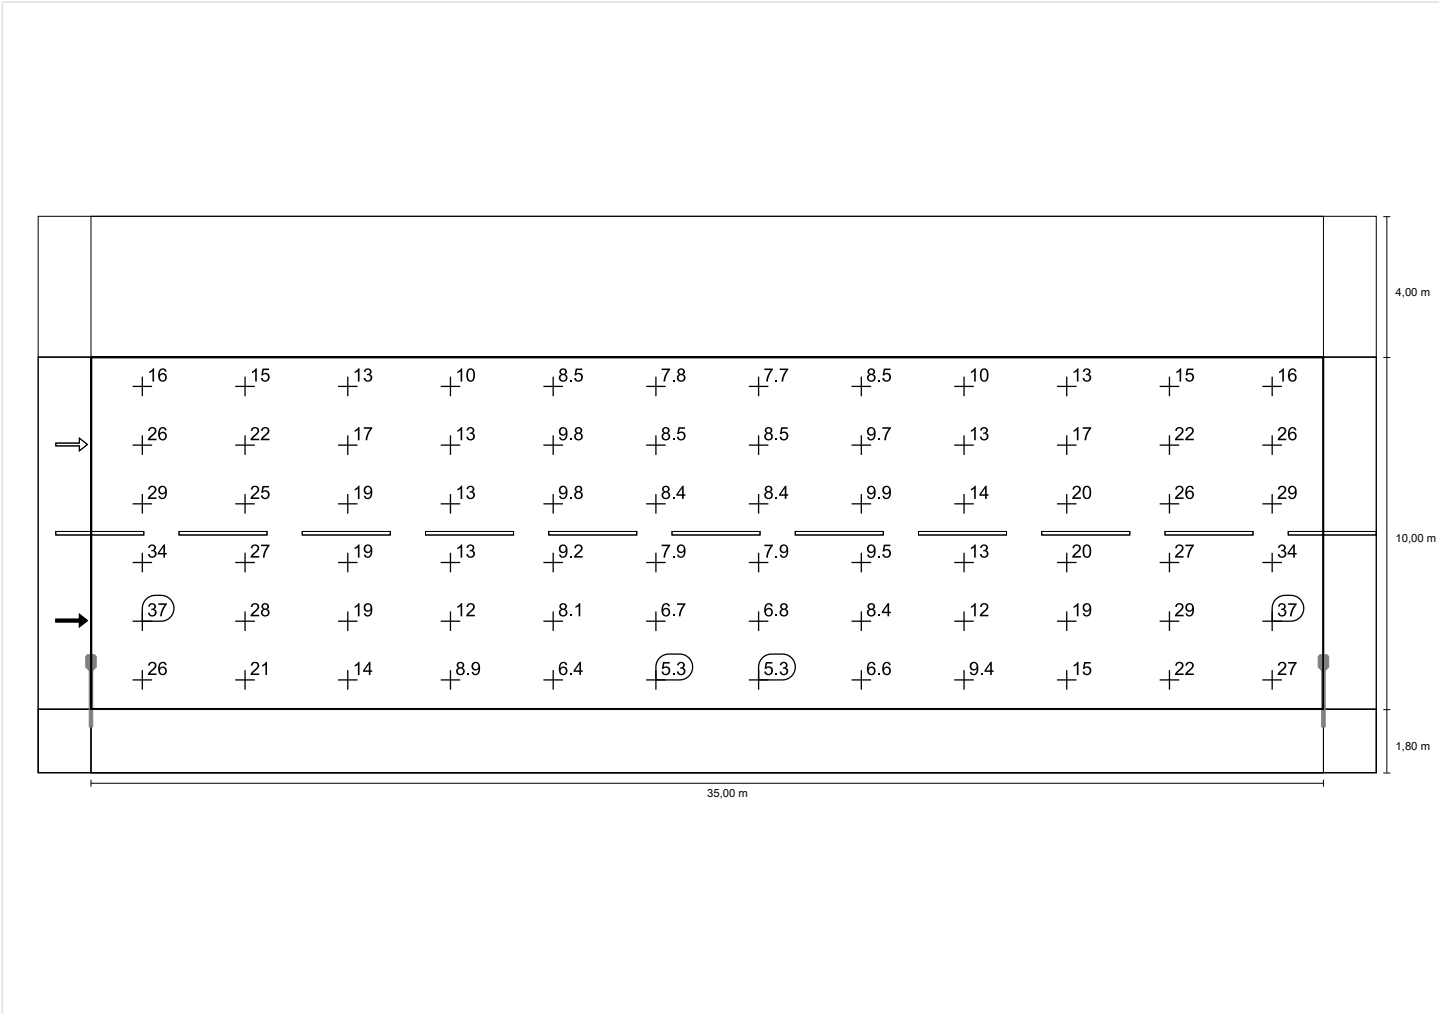 4,00 m
16 15 13 10 8.5 7.8 7.7 8.5 10 13 15 16
26 22 17 13 9.8 8.5 8.5 9.7 13 17 22 26
29 25 19 13 9.8 8.4 8.4 9.9 14 20 26 29
10,00 m
34 27 19 13 9.2 7.9 7.9 9.5 13 20 27 34
37 28 19 12 8.1 6.7 6.8 8.4 12 19 29 37
26 21 14 8.9 6.4 5.3 5.3 6.6 9.4 15 22 27
1,80 m
35,00 m